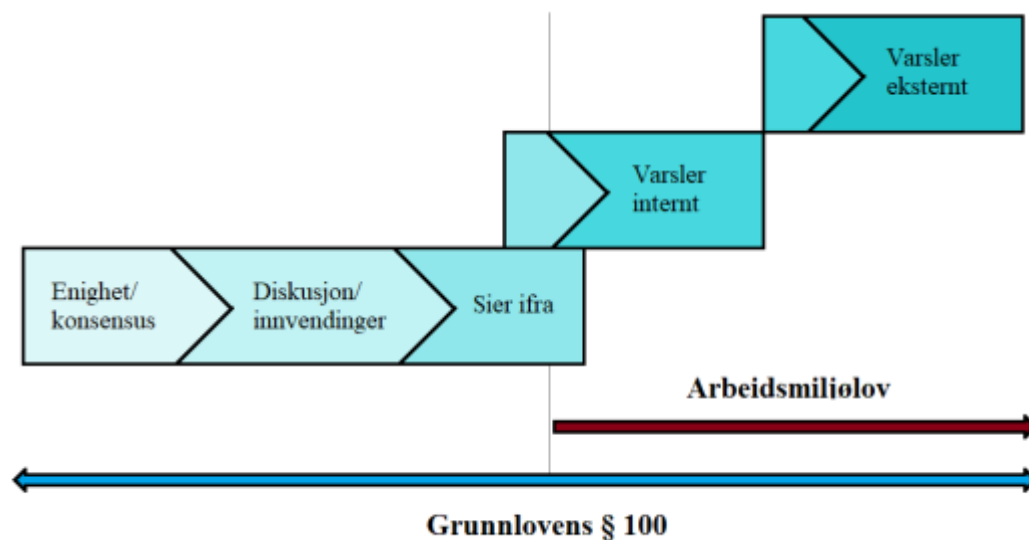 Varsler
eksternt
Varsler
internt
Enighet/
konsensus
Diskusjon/
innvendinger
Sier ifra
Arbeidsmiljølov
Grunnlovens § 100